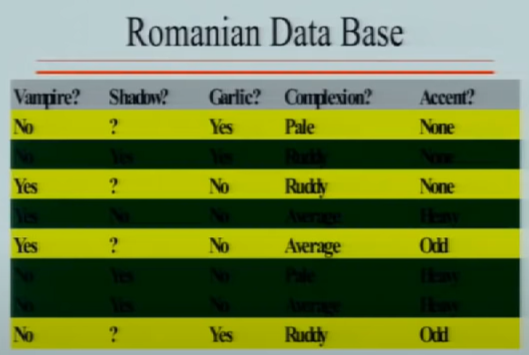 Romanian Data Base
Vampire? Shadow? Garlic? Complexion? Accent?
No ? Yes Pale None
No Yes Yes Ruddy None
Yes ? No Ruddy None
Yes No No Average Heavy
Yes ? No Average Odd
No Yes No Pale Heavy
No Yes No Average Heavy
No ? Yes Ruddy Odd